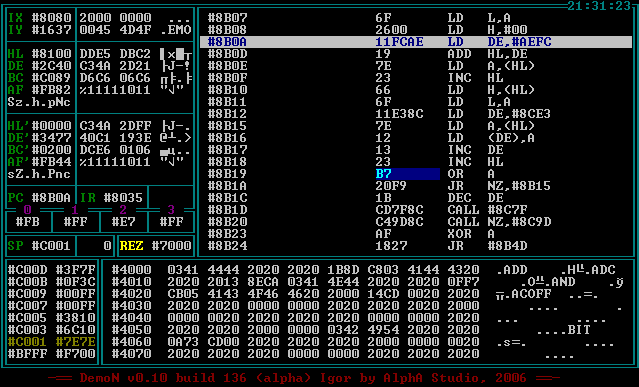 21:31:23
IX #8080 2000 0000 ...
IY #1637 0045 4D4F .EMO
HL #8100 DDE5 DBC2
DE #2C40 C34A 2D21
BC #C089 D6C6 06C6
AF #FB82 %11111011
Sz.h.pNc
HL'#0000 C34A 2DFF
DE'#3477 40C1 193E
BC'#0200 DCE6 0106
AF'#FB44 %11111011
sZ.h.Pnc
PC #8B0A IR #8035
0 1 2 3
#FB #FF #E7 #FF
SP #C001 0 REZ #7000
#8B07 6F LD L,A
#8B08 2600 LD H,#00
#8B0A 11FCAE LD DE,#AEFC
#8B0D 19 ADD HL,DE
#8B0E 7E LD A,(HL)
#8B0F 23 INC HL
#8B10 66 LD H,(HL)
#8B11 6F LD L,A
#8B12 11E38C LD DE,#8CE3
#8B15 7E LD A,(HL)
#8B16 12 LD (DE),A
#8B17 13 INC DE
#8B18 23 INC HL
#8B19 B7 OR A
#8B1A 20F9 JR NZ,#8B15
#8B1C 1B DEC DE
#8B1D CD7F8C CALL #8C7F
#8B20 C49D8C CALL NZ,#8C9D
#8B23 AF XOR A
#8B24 1827 JR #8B4D
#C00D #3F7F #4000 0341 4444 2020 2020 1B8D C803 4144 4320 .ADD .H╨.ADC
#C00B #0F3C #4010 2020 2013 8ECA 0341 4E44 2020 2020 0FF7 .O╩.AND .ў
#C009 #00FF #4020 CB05 4143 4F46 4620 2000 14CD 0020 2020 ╦.ACOFF ..=.
#C007 #00FF #4030 2020 0000 0000 2020 2020 2020 0000 0000
#C005 #3810 #4040 0000 0020 2020 2020 2000 0000 0020 2020
#C003 #6C10 #4050 2020 2020 0000 0000 0342 4954 2020 2020 ....BIT
#C001 #7E7E #4060 0A73 CD00 2020 2020 2020 0000 0000 2020 .s=.
#BFFF #F700 #4070 2020 2020 2020 0000 0000 2020 2020 2020
DemoN v0.10 build 136 (alpha) Igor by AlphA Studio, 2006